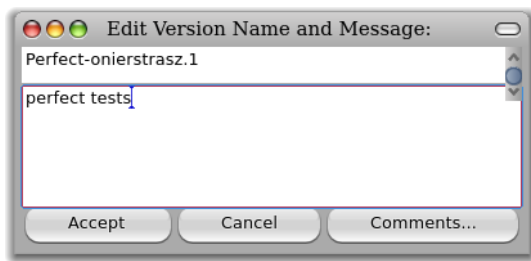 Edit Version Name and Message:
Perfect-onierstrasz.1
perfect tests
Accept Cancel Comments...